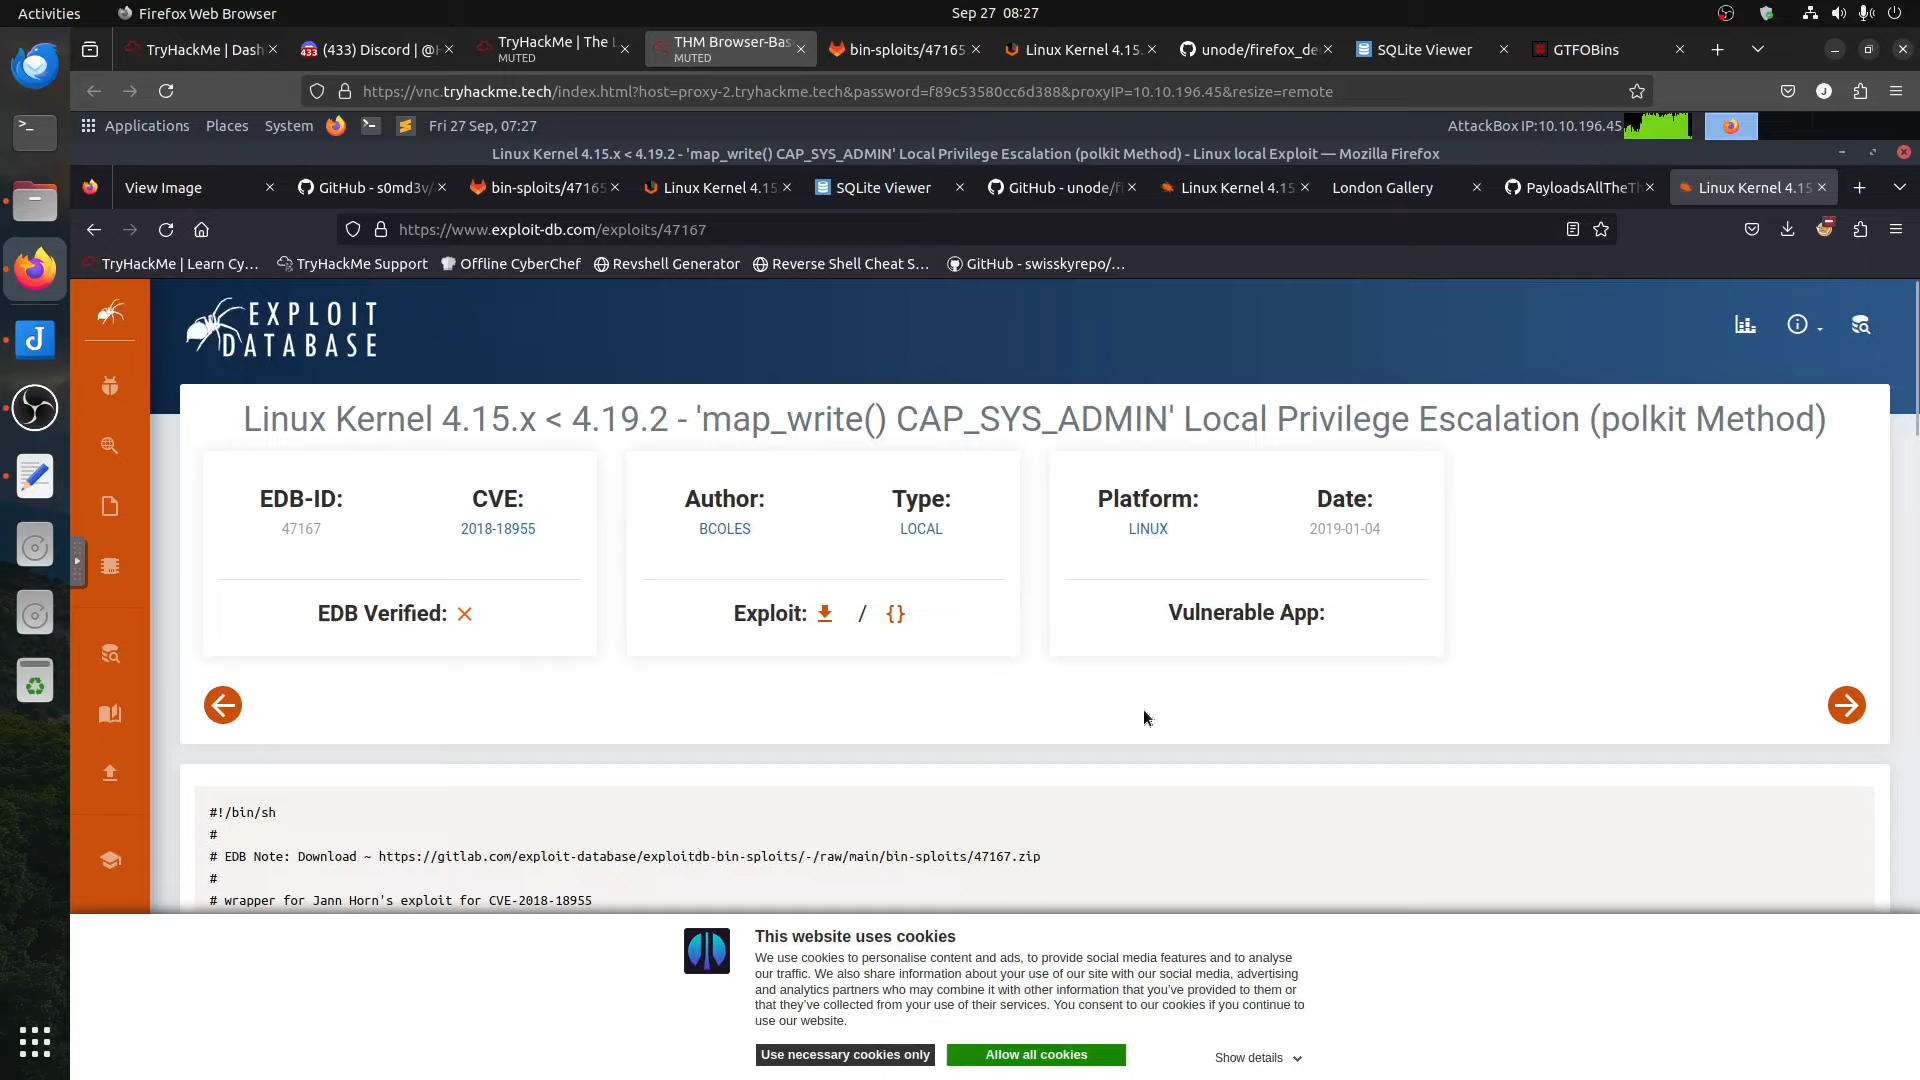 Activities
Firefox Web Browser
Sep 27 08:27
TryHackMe | Dash
(433) Discord | @H
TryHackMe | The L
MUTED
THM Browser-Bas
MUTED
bin-sploits/47165
Linux Kernel 4.15.
unode/firefox_de
SQLite Viewer
GTFOBins
https://vnc.tryhackme.tech/index.html?host=proxy-2.tryhackme.tech&password=f89c53580cc6d388&proxyIP=10.10.196.45&resize=remote
Applications Places System Fri 27 Sep, 07:27
AttackBox IP:10.10.196.45
Linux Kernel 4.15.x < 4.19.2 - 'map_write() CAP_SYS_ADMIN' Local Privilege Escalation (polkit Method) - Linux local Exploit — Mozilla Firefox
View Image
GitHub - s0md3v/
bin-sploits/47165
Linux Kernel 4.15
SQLite Viewer
GitHub - unode/fi
Linux Kernel 4.15
London Gallery
PayloadsAllTheTh
Linux Kernel 4.15
https://www.exploit-db.com/exploits/47167
TryHackMe | Learn Cy...
TryHackMe Support
Offline CyberChef
Revshell Generator
Reverse Shell Cheat S...
GitHub - swisskyrepo/...
EXPLOIT
DATABASE
Linux Kernel 4.15.x < 4.19.2 - 'map_write() CAP_SYS_ADMIN' Local Privilege Escalation (polkit Method)
EDB-ID:
47167
CVE:
2018-18955
Author:
BCOLES
Type:
LOCAL
Platform:
LINUX
Date:
2019-01-04
EDB Verified:
Exploit: / {}
Vulnerable App:
#!/bin/sh
#
# EDB Note: Download ~ https://gitlab.com/exploit-database/exploitdb-bin-sploits/-/raw/main/bin-sploits/47167.zip
#
# wrapper for Jann Horn's exploit for CVE-2018-18955
This website uses cookies
We use cookies to personalise content and ads, to provide social media features and to analyse
our traffic. We also share information about your use of our site with our social media, advertising
and analytics partners who may combine it with other information that you've provided to them or
that they've collected from your use of their services. You consent to our cookies if you continue to
use our website.
Use necessary cookies only
Allow all cookies
Show details